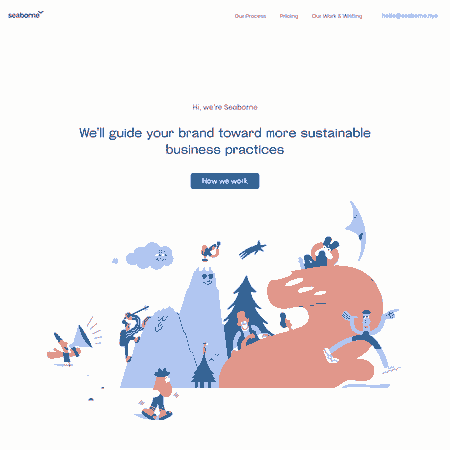 seaborne
Our Process
Pricing
Our Work & Writing
hello@seaborne.nyc
Hi, we're Seaborne
We'll guide your brand toward more sustainable
business practices
How we work